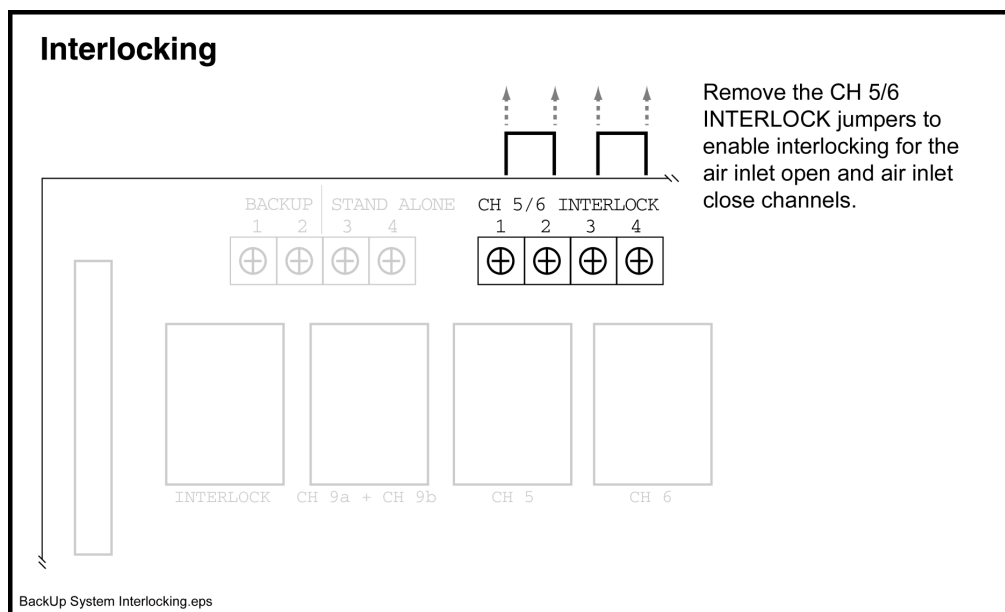 Interlocking
Remove the CH 5/6
INTERLOCK jumpers to
enable interlocking for the
air inlet open and air inlet
close channels.
BACKUP STAND ALONE CH 5/6 INTERLOCK
1 2 3 4 1 2 3 4
INTERLOCK CH 9a + CH 9b CH 5 CH 6
BackUp System Interlocking.eps